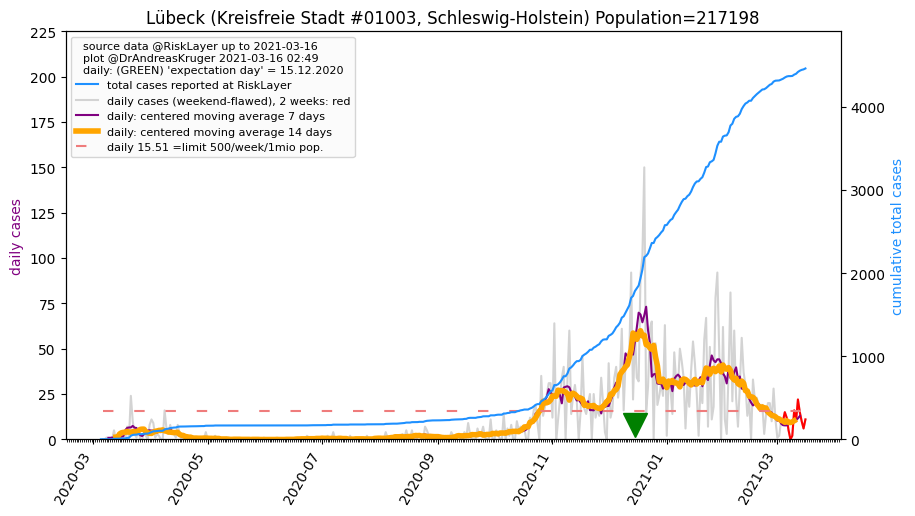 Lübeck (Kreisfreie Stadt #01003, Schleswig-Holstein) Population=217198
source data @RiskLayer up to 2021-03-16
plot @DrAndreasKruger 2021-03-16 02:49
daily: (GREEN) 'expectation day' = 15.12.2020
total cases reported at RiskLayer
daily cases (weekend-flawed), 2 weeks: red
daily: centered moving average 7 days
daily: centered moving average 14 days
daily 15.51 =limit 500/week/1mio pop.
daily cases
225
200
175
150
125
100
75
50
25
0
cumulative total cases
4000
3000
2000
1000
0
2020-03
2020-05
2020-07
2020-09
2020-11
2021-01
2021-03